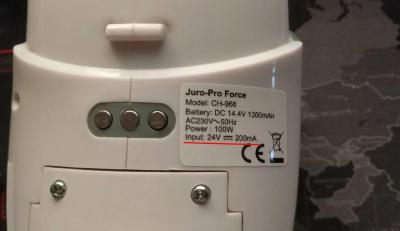 Juro-Pro Force
Model: CH-968
Battery: DC 14.4V 1300mAh
AC230V～50Hz
Power : 100W
Input: 24V ⎓ 200mA
CE